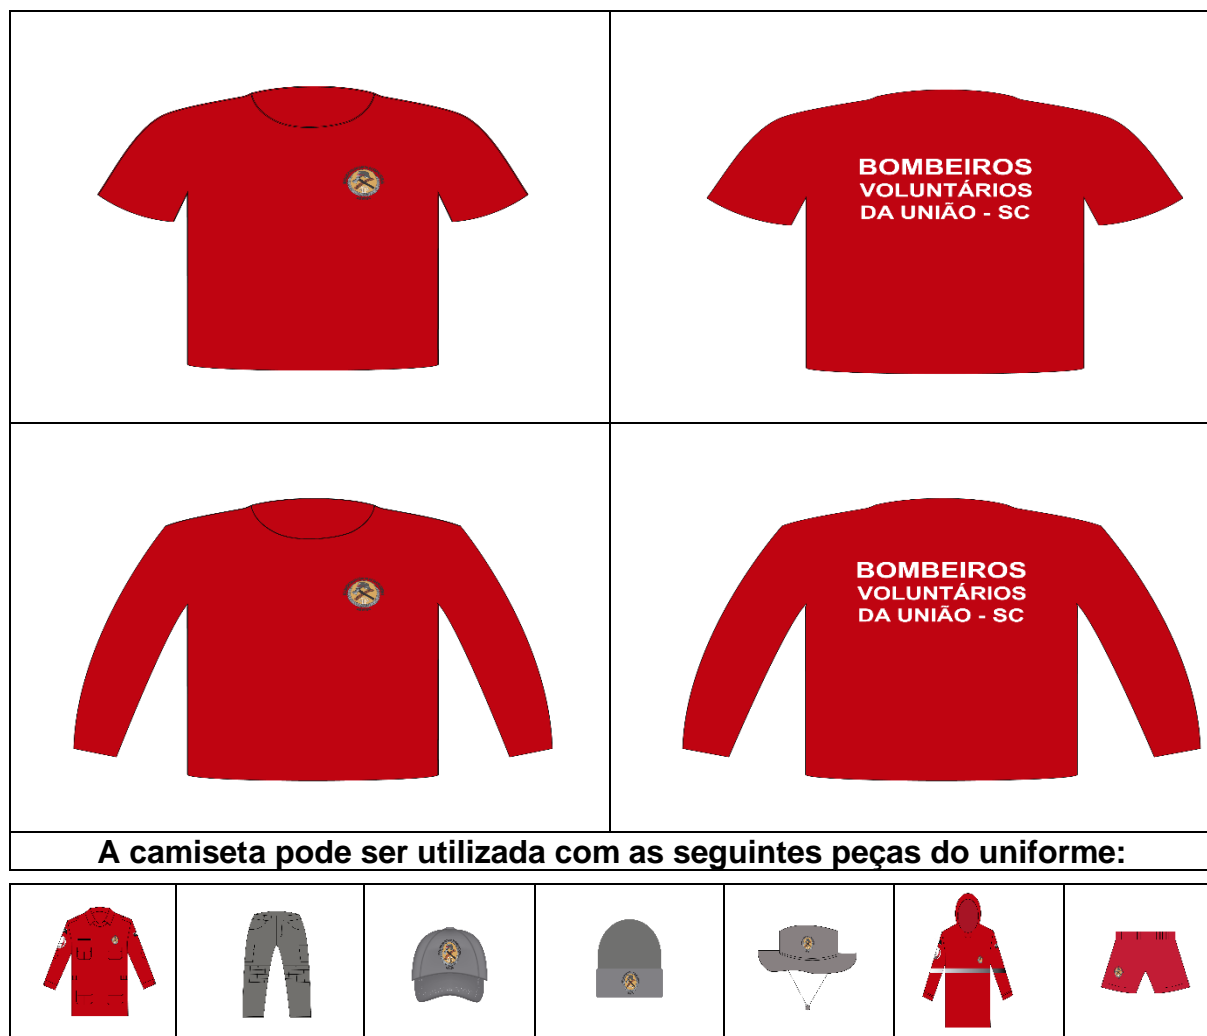 BOMBEIROS
VOLUNTÁRIOS
DA UNIÃO - SC
BOMBEIROS
VOLUNTÁRIOS
DA UNIÃO - SC
A camiseta pode ser utilizada com as seguintes peças do uniforme: